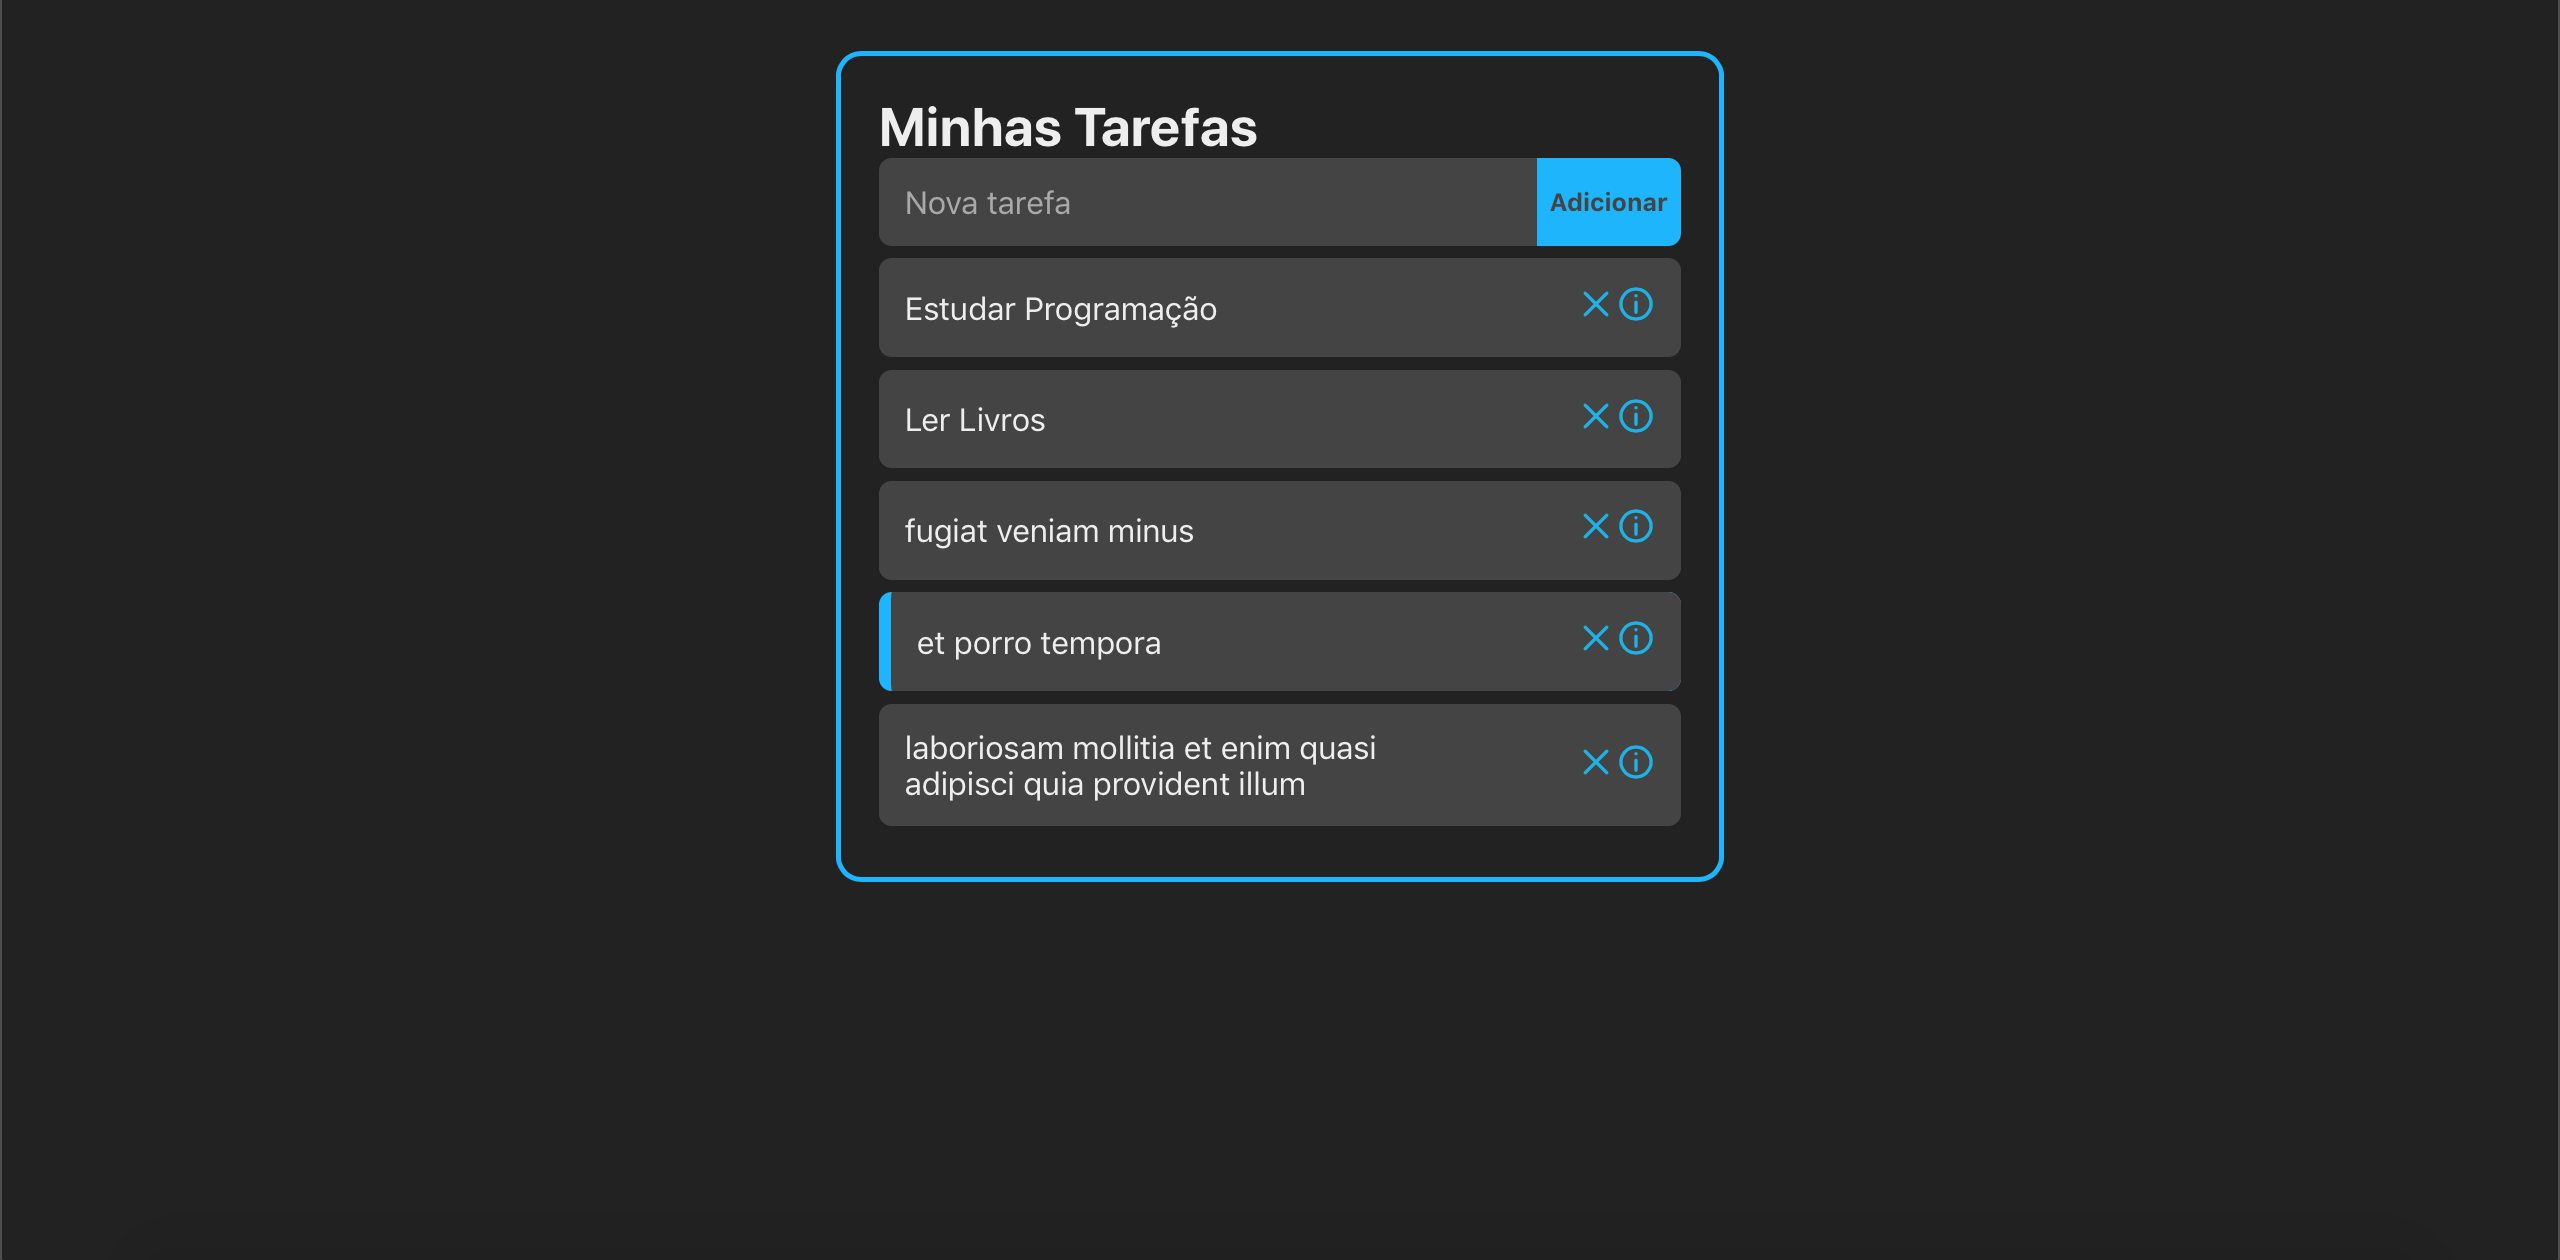 Minhas Tarefas
Nova tarefa
Adicionar
Estudar Programação
Ler Livros
fugiat veniam minus
et porro tempora
laboriosam mollitia et enim quasi
adipisci quia provident illum